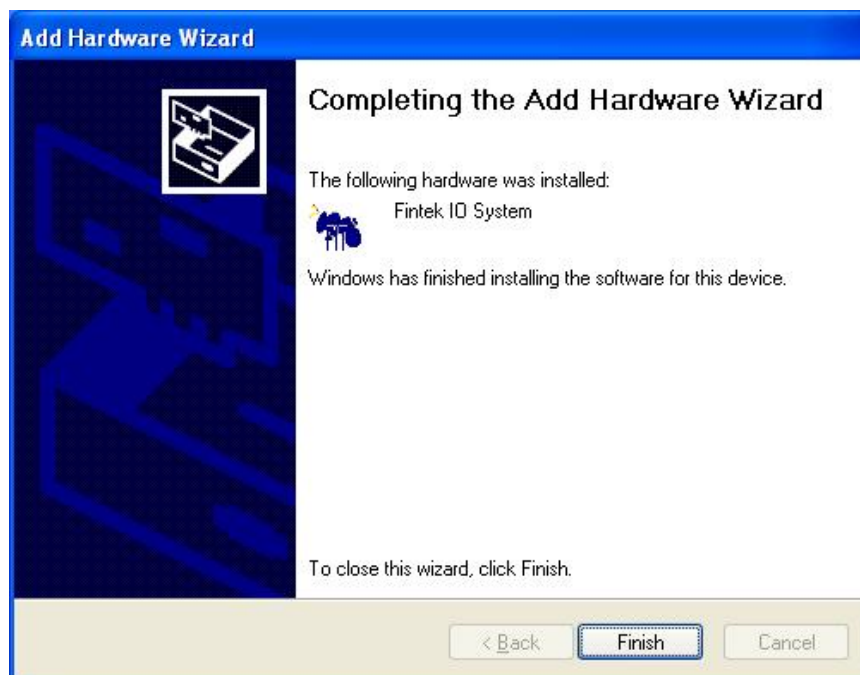 Add Hardware Wizard
Completing the Add Hardware Wizard
The following hardware was installed:
Fintek IO System
Windows has finished installing the software for this device.
To close this wizard, click Finish.
< Back Finish Cancel